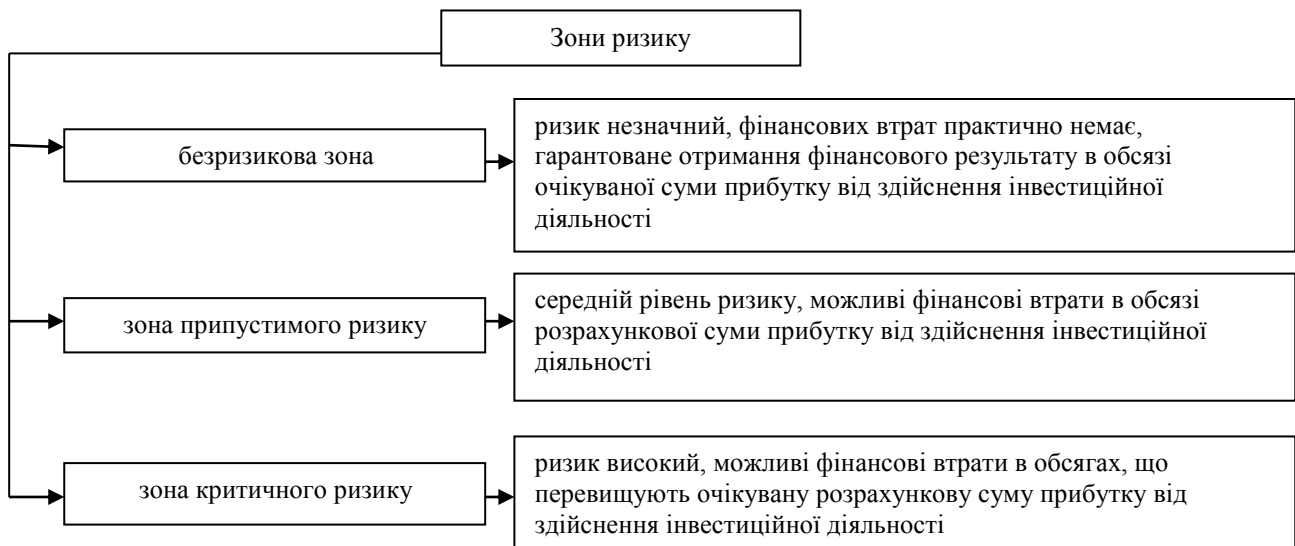 Зони ризику
безризикова зона
ризик незначний, фінансових втрат практично немає,
гарантоване отримання фінансового результату в обсязі
очікуваної суми прибутку від здійснення інвестиційної
діяльності
зона припустимого ризику
середній рівень ризику, можливі фінансові втрати в обсязі
розрахункової суми прибутку від здійснення інвестиційної
діяльності
зона критичного ризику
ризик високий, можливі фінансові втрати в обсягах, що
перевищують очікувану розрахункову суму прибутку від
здійснення інвестиційної діяльності